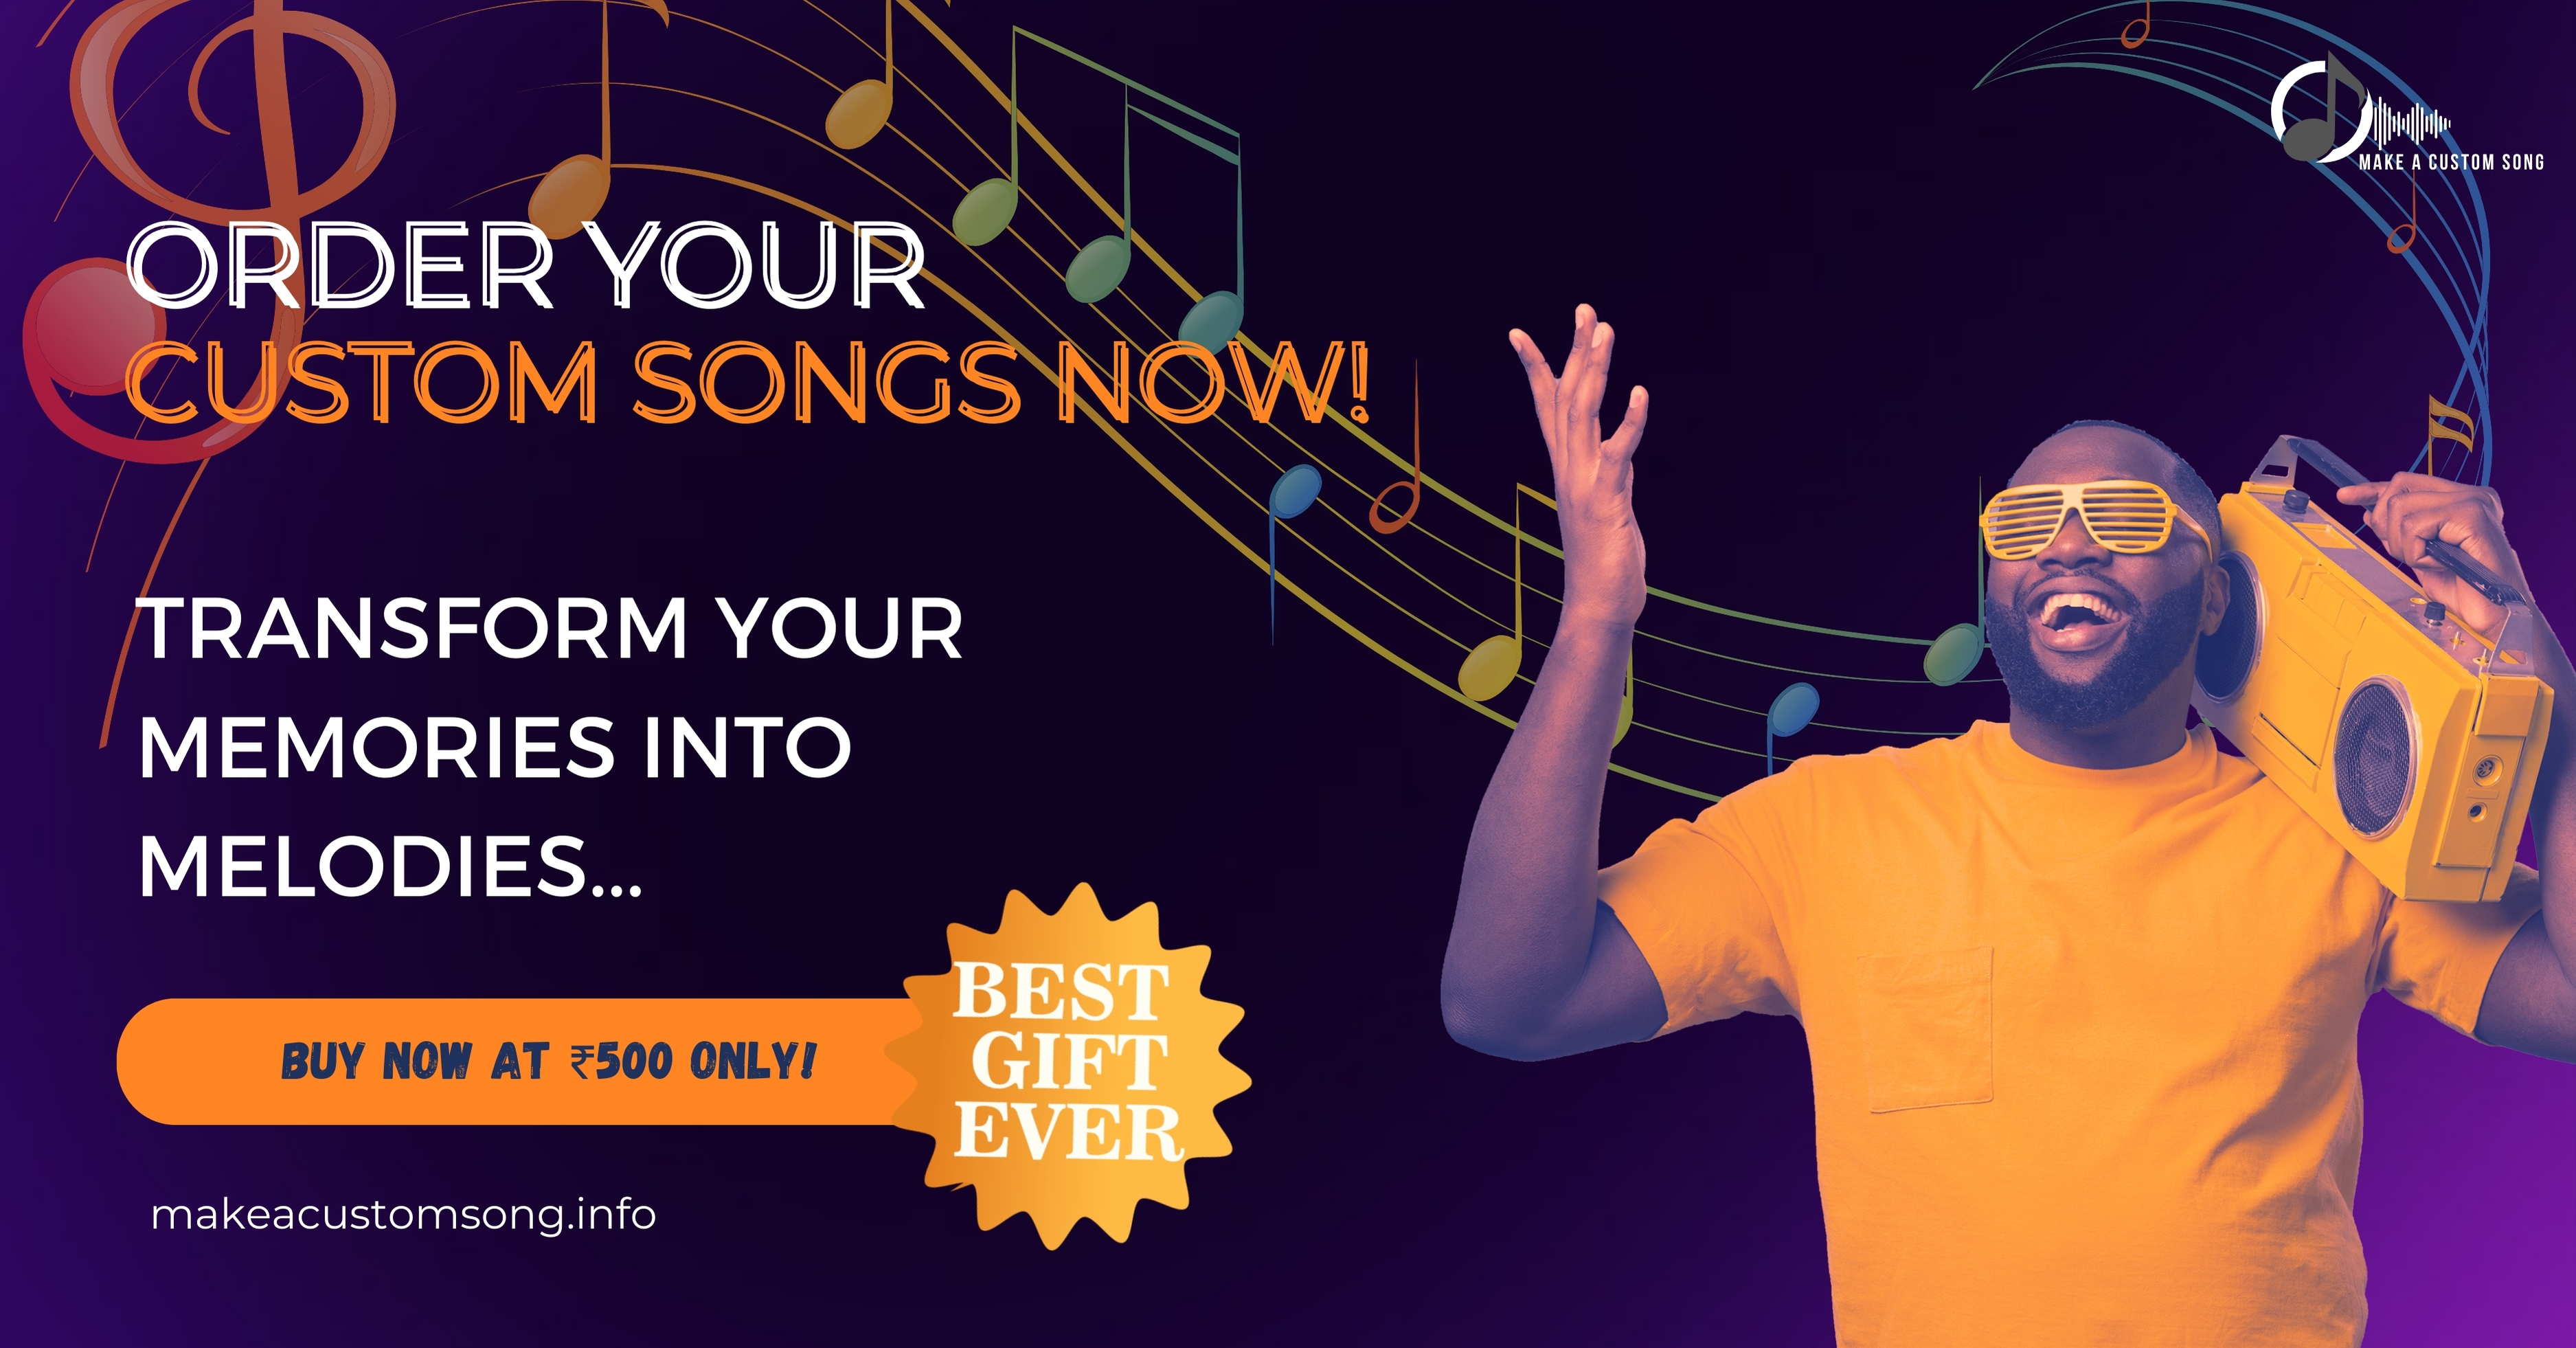 MAKE A CUSTOM SONG
ORDER YOUR
CUSTOM SONGS NOW!
TRANSFORM YOUR
MEMORIES INTO
MELODIES...
BUY NOW AT ₹500 ONLY!
BEST
GIFT
EVER
makeacustomsong.info